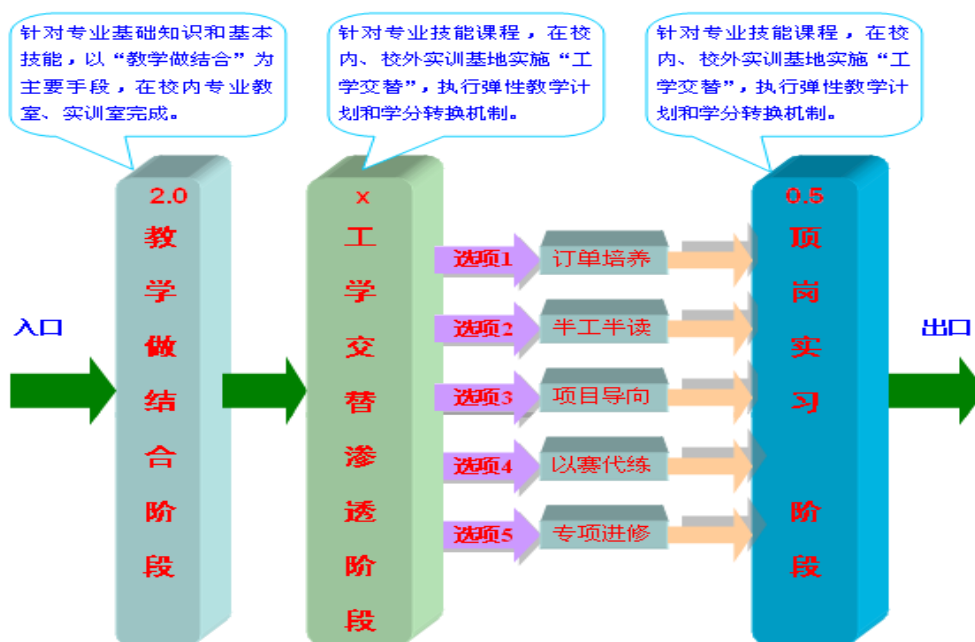 针对专业基础知识和基本
技能，以“教学做结合”为
主要手段，在校内专业教
室、实训室完成。
针对专业技能课程，在校
内、校外实训基地实施“工
学交替”，执行弹性教学计
划和学分转换机制。
针对专业技能课程，在校
内、校外实训基地实施“工
学交替”，执行弹性教学计
划和学分转换机制。
入口
2.0
教学做结合阶段
x
工学交替渗透阶段
选项1
订单培养
选项2
半工半读
选项3
项目导向
选项4
以赛代练
选项5
专项进修
0.5
顶岗实习 阶段
出口